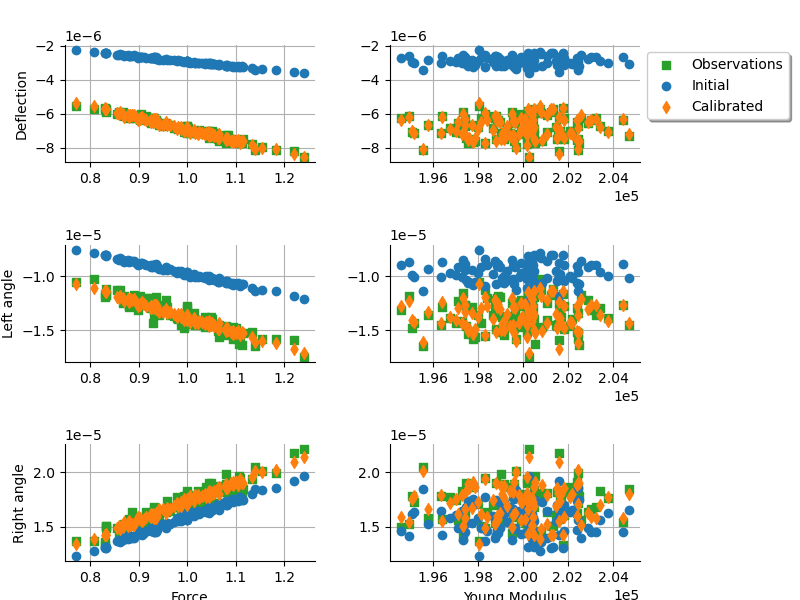 1e−6
−2
−4
−6
−8
Deflection
0.8 0.9 1.0 1.1 1.2
1e−6
−2
−4
−6
−8
1.96 1.98 2.00 2.02 2.04
1e5
Observations
Initial
Calibrated
1e−5
−1.0
−1.5
Left angle
0.8 0.9 1.0 1.1 1.2
1e−5
−1.0
−1.5
1.96 1.98 2.00 2.02 2.04
1e5
1e−5
2.0
1.5
Right angle
0.8 0.9 1.0 1.1 1.2
Force
1e−5
2.0
1.5
1.96 1.98 2.00 2.02 2.04
1e5
Young Modulus